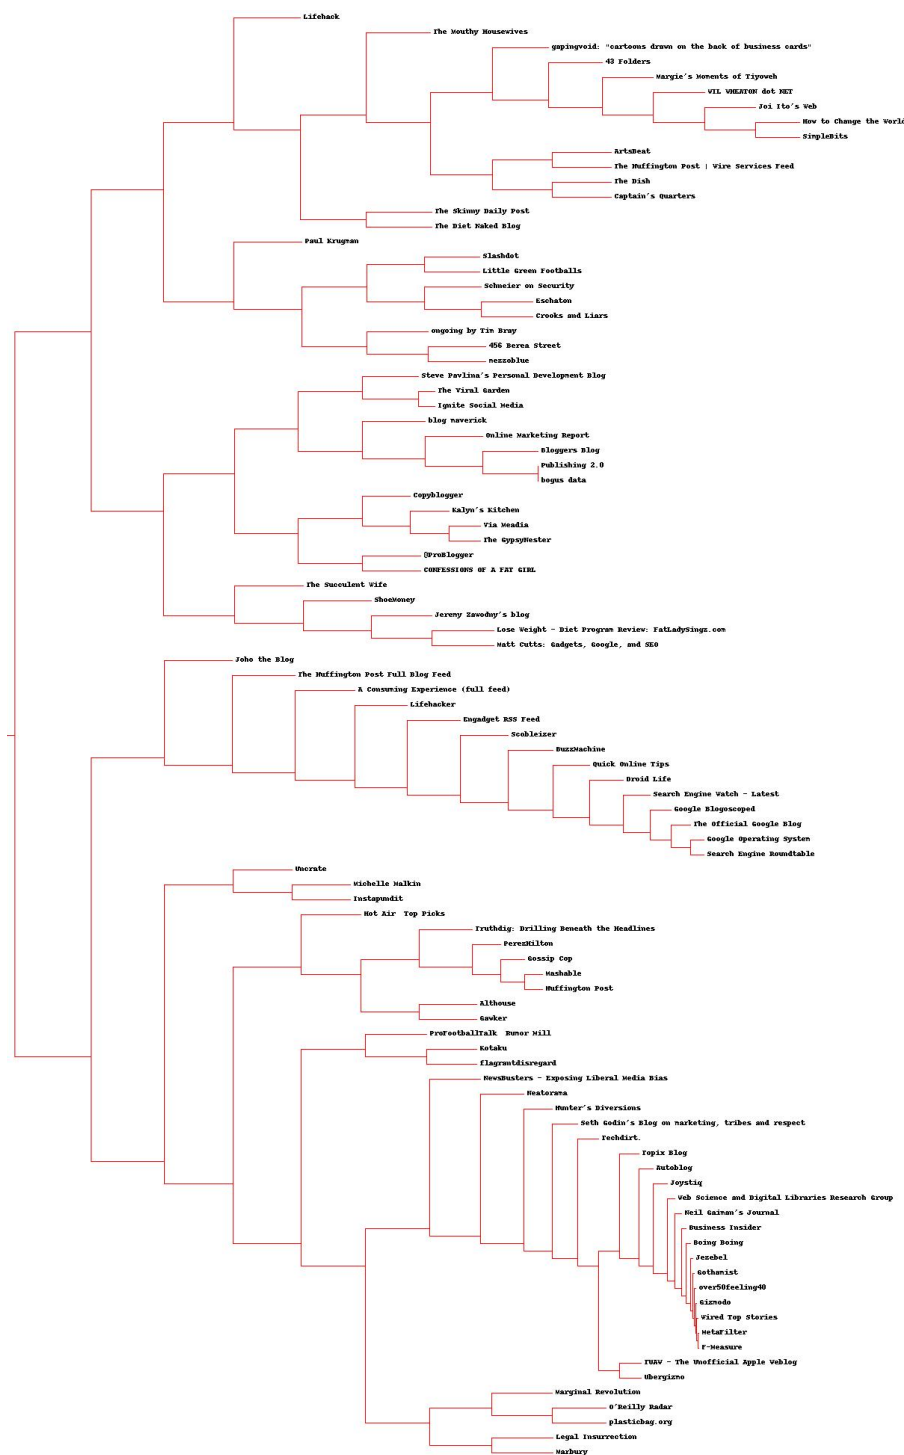 Lifehack
The Mouthy Housewives
gapingvoid: "cartoons drawn on the back of business cards"
43 Folders
Margie's Moments of Tiyoweh
WIL WHEATON dot NET
Joi Ito's Web
How to Change the World
SimpleBits
ArtsBeat
The Huffington Post | Wire Services Feed
The Dish
Captain's Quarters
The Skinny Daily Post
The Diet Naked Blog
Paul Krugman
Slashdot
Little Green Footballs
Schneier on Security
Eschaton
Crooks and Liars
ongoing by Tim Bray
456 Berea Street
mezzoblue
Steve Pavlina's Personal Development Blog
The Viral Garden
Ignite Social Media
blog maverick
Online Marketing Report
Bloggers Blog
Publishing 2.0
bogus data
Copyblogger
Kalyn's Kitchen
Via Meadia
The GypsyNester
@ProBlogger
CONFESSIONS OF A FAT GIRL
The Succulent Wife
ShoeMoney
Jeremy Zawodny's blog
Lose Weight - Diet Program Review: FatLadySingz.com
Matt Cutts: Gadgets, Google, and SEO
Joho the Blog
The Huffington Post Full Blog Feed
A Consuming Experience (full feed)
Lifehacker
Engadget RSS Feed
Scobleizer
BuzzMachine
Quick Online Tips
Droid Life
Search Engine Watch - Latest
Google Blogoscoped
The Official Google Blog
Google Operating System
Search Engine Roundtable
Uncrate
Michelle Malkin
Instapundit
Hot Air  Top Picks
Truthdig: Drilling Beneath the Headlines
PerezHilton
Gossip Cop
Mashable
Huffington Post
Althouse
Gawker
ProFootballTalk  Rumor Mill
Kotaku
flagrantdisregard
NewsBusters - Exposing Liberal Media Bias
Neatorama
Hunter's Diversions
Seth Godin's Blog on marketing, tribes and respect
Techdirt.
Topix Blog
Autoblog
Joystiq
Web Science and Digital Libraries Research Group
Neil Gaiman's Journal
Business Insider
Boing Boing
Jezebel
Gothamist
over50feeling40
Gizmodo
Wired Top Stories
MetaFilter
F-Measure
TUAW - The Unofficial Apple Weblog
Ubergizmo
Marginal Revolution
O'Reilly Radar
plasticbag.org
Legal Insurrection
Warbury